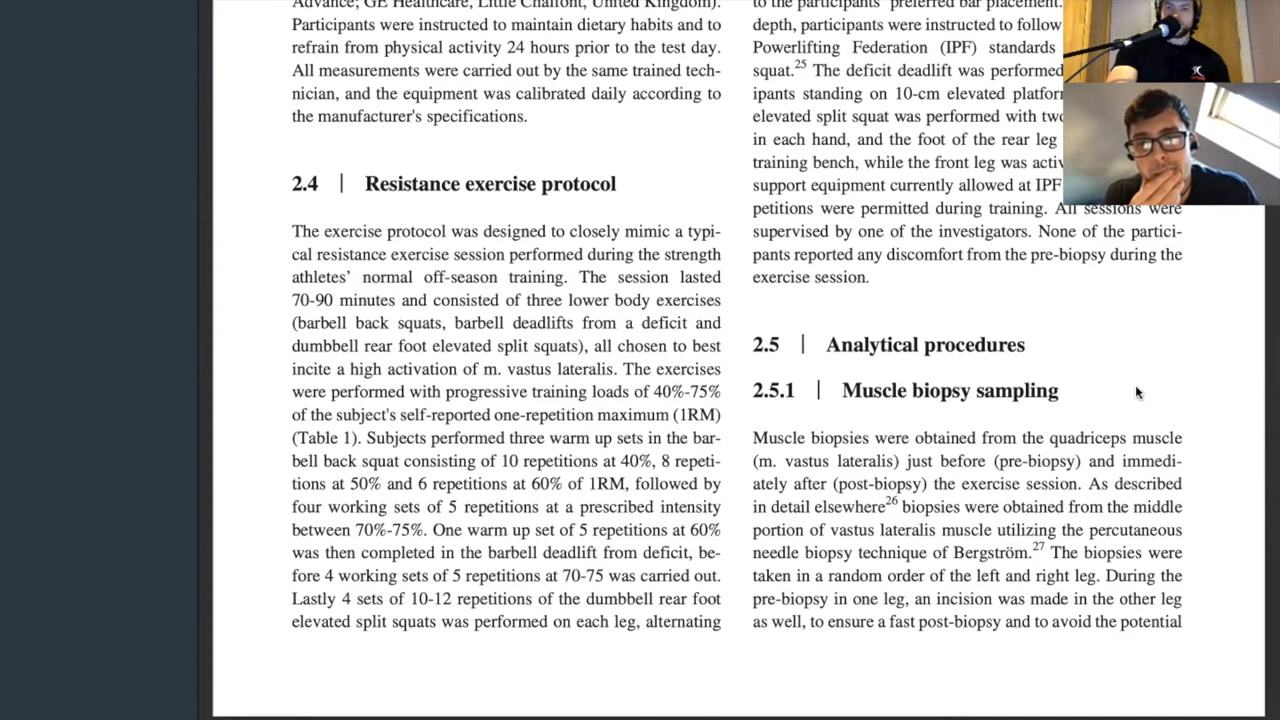 Advance; GE Healthcare, Little Chalfont, United Kingdom).
Participants were instructed to maintain dietary habits and to
refrain from physical activity 24 hours prior to the test day.
All measurements were carried out by the same trained tech-
nician, and the equipment was calibrated daily according to
the manufacturer's specifications.
2.4 | Resistance exercise protocol
The exercise protocol was designed to closely mimic a typi-
cal resistance exercise session performed during the strength
athletes' normal off-season training. The session lasted
70-90 minutes and consisted of three lower body exercises
(barbell back squats, barbell deadlifts from a deficit and
dumbbell rear foot elevated split squats), all chosen to best
incite a high activation of m. vastus lateralis. The exercises
were performed with progressive training loads of 40%-75%
of the subject's self-reported one-repetition maximum (1RM)
(Table 1). Subjects performed three warm up sets in the bar-
bell back squat consisting of 10 repetitions at 40%, 8 repeti-
tions at 50% and 6 repetitions at 60% of 1RM, followed by
four working sets of 5 repetitions at a prescribed intensity
between 70%-75%. One warm up set of 5 repetitions at 60%
was then completed in the barbell deadlift from deficit, be-
fore 4 working sets of 5 repetitions at 70-75 was carried out.
Lastly 4 sets of 10-12 repetitions of the dumbbell rear foot
elevated split squats was performed on each leg, alternating
to the participants' preferred bar placement.
depth, participants were instructed to follow
Powerlifting Federation (IPF) standards
squat.25 The deficit deadlift was performed
ipants standing on 10-cm elevated
elevated split squat was performed with
in each hand, and the foot of the rear leg
training bench, while the front leg was
support equipment currently allowed at IPF
petitions were permitted during training. All sessions were
supervised by one of the investigators. None of the partici-
pants reported any discomfort from the pre-biopsy during the
exercise session.
2.5 | Analytical procedures
2.5.1 | Muscle biopsy sampling
Muscle biopsies were obtained from the quadriceps muscle
(m. vastus lateralis) just before (pre-biopsy) and immedi-
ately after (post-biopsy) the exercise session. As described
in detail elsewhere26 biopsies were obtained from the middle
portion of vastus lateralis muscle utilizing the percutaneous
needle biopsy technique of Bergström.27 The biopsies were
taken in a random order of the left and right leg. During the
pre-biopsy in one leg, an incision was made in the other leg
as well, to ensure a fast post-biopsy and to avoid the potential